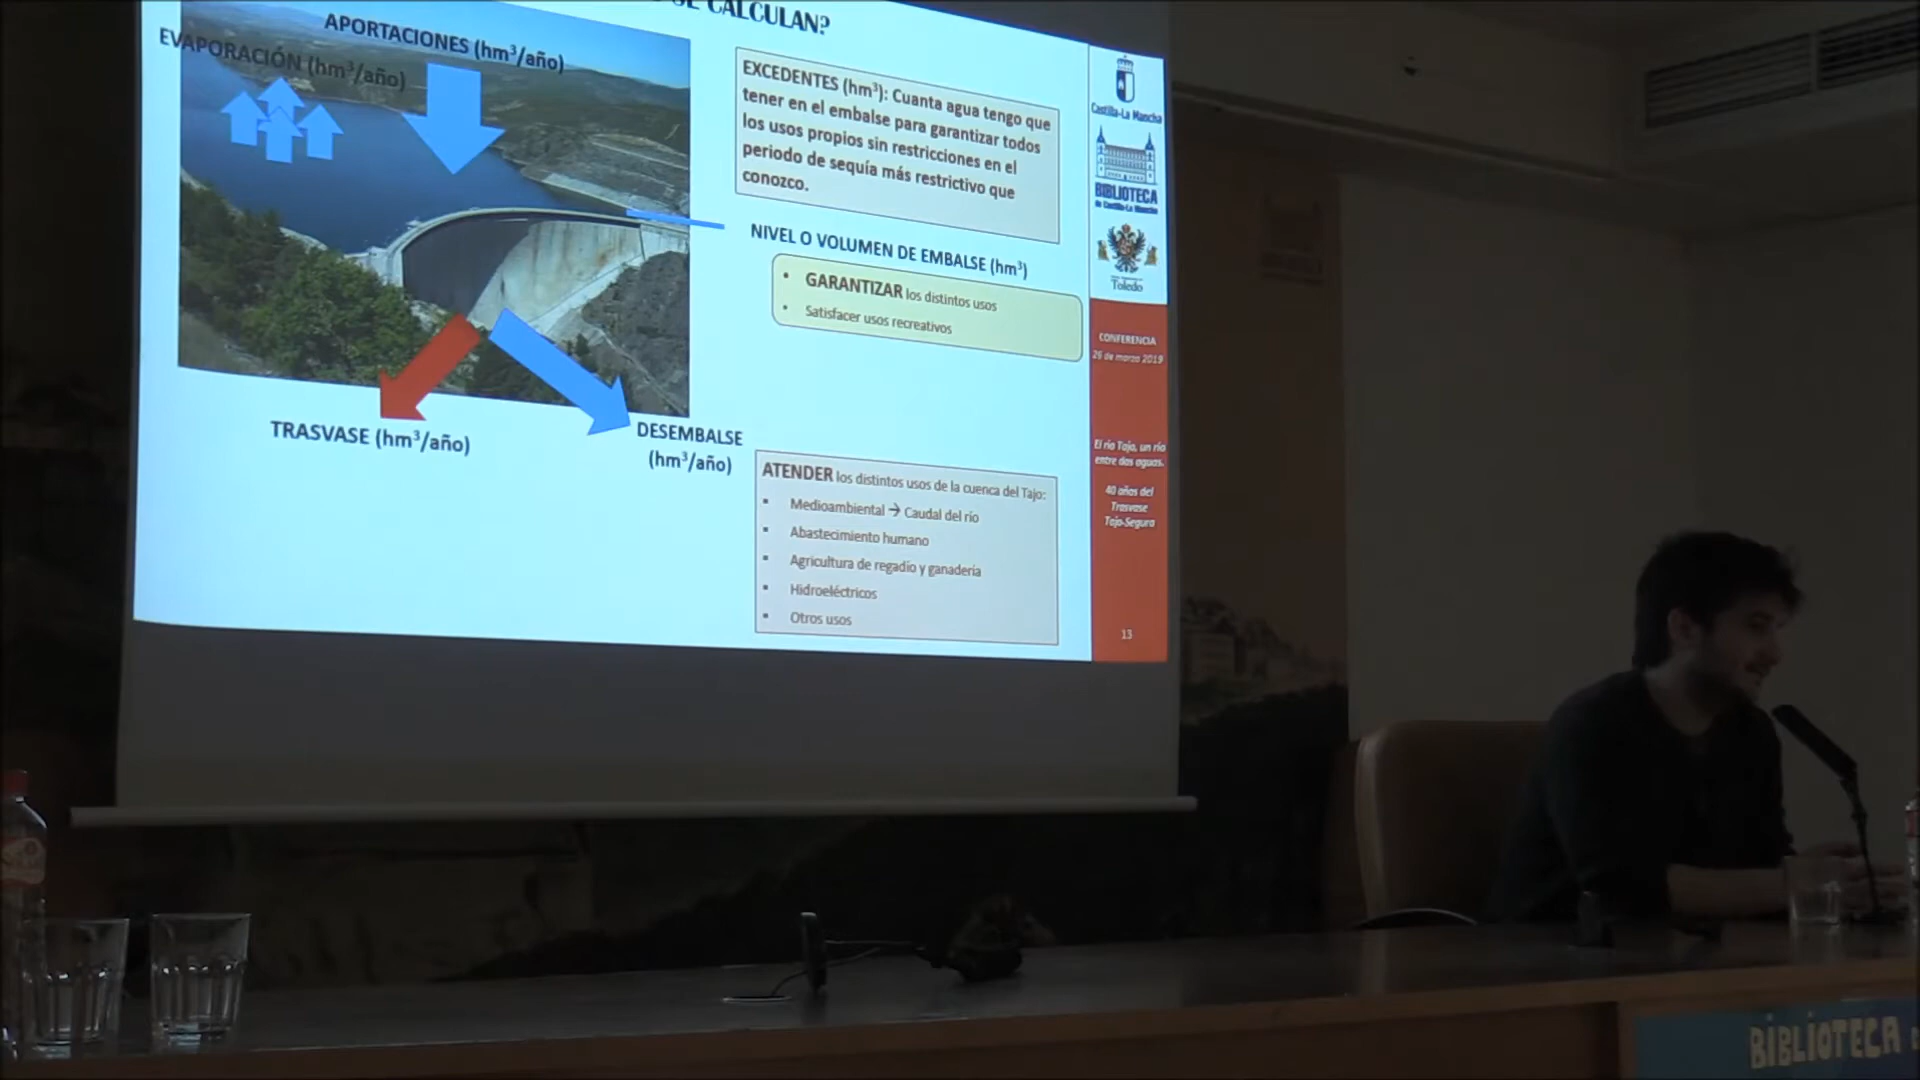 SE CALCULAN?
APORTACIONES (hm³/año)
EVAPORACIÓN (hm³/año)
EXCEDENTES (hm³): Cuanta agua tengo que
tener en el embalse para garantizar todos
los usos propios sin restricciones en el
periodo de sequía más restrictivo que
conozco.
NIVEL O VOLUMEN DE EMBALSE (hm³)
• GARANTIZAR los distintos usos
• Satisfacer usos recreativos
TRASVASE (hm³/año)
DESEMBALSE
(hm³/año)
ATENDER los distintos usos de la cuenca del Tajo:
▪ Medioambiental → Caudal del río
▪ Abastecimiento humano
▪ Agricultura de regadío y ganadería
▪ Hidroeléctricos
▪ Otros usos
Castilla-La Mancha
BIBLIOTECA
de Castilla-La Mancha
Toledo
CONFERENCIA
26 de marzo 2019
El río Tajo, un río
entre dos aguas.
40 años del
Trasvase
Tajo-Segura
13
BIBLIOTECA